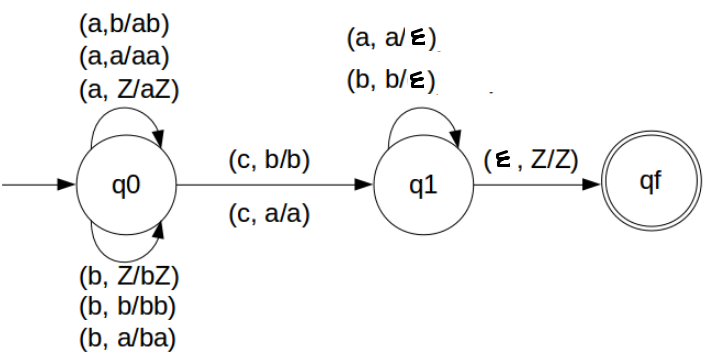 (a,b/ab)
(a,a/aa)
(a, Z/aZ)
(a, a/ε)
(b, b/ε)
q0
(c, b/b)
(c, a/a)
q1
(ε, Z/Z)
qf
(b, Z/bZ)
(b, b/bb)
(b, a/ba)